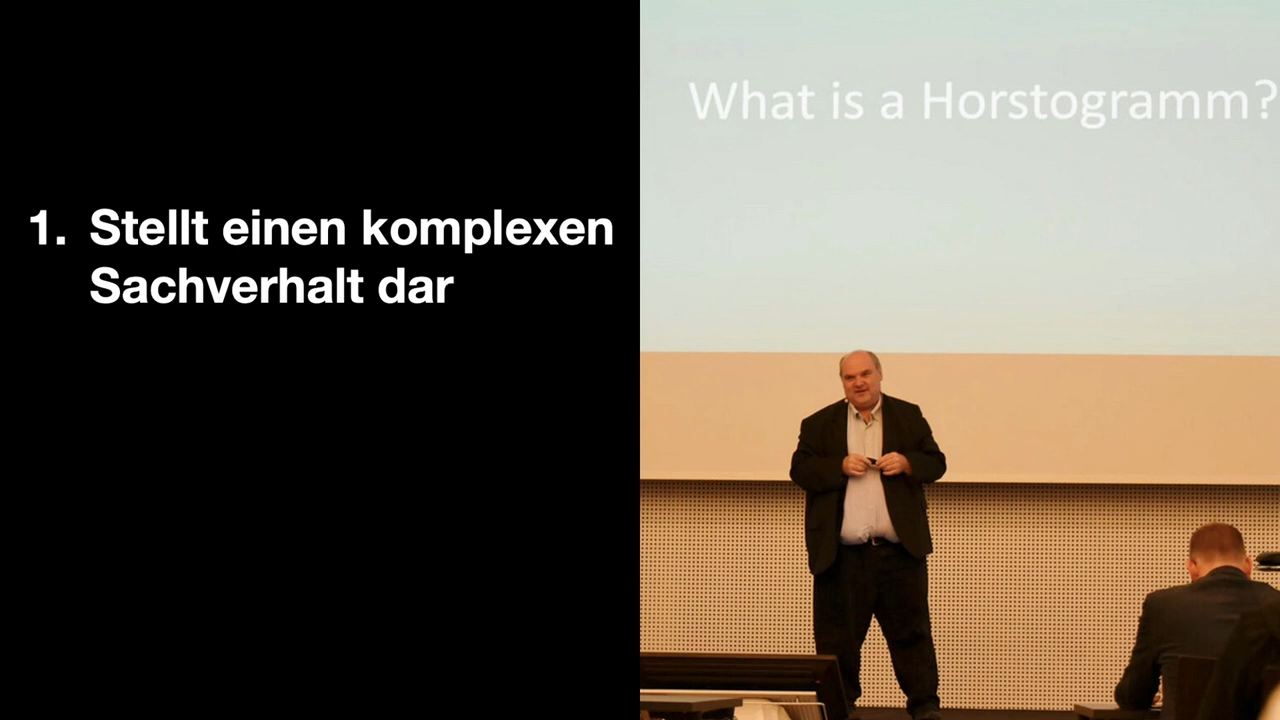 1. Stellt einen komplexen
Sachverhalt dar
What is a Horstogramm?